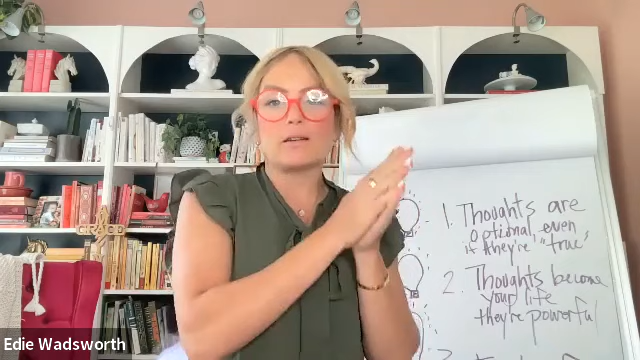 1. Thoughts are
optional even
if they're "true"
2. Thoughts become
your life
they're powerful
GRACE
Edie Wadsworth